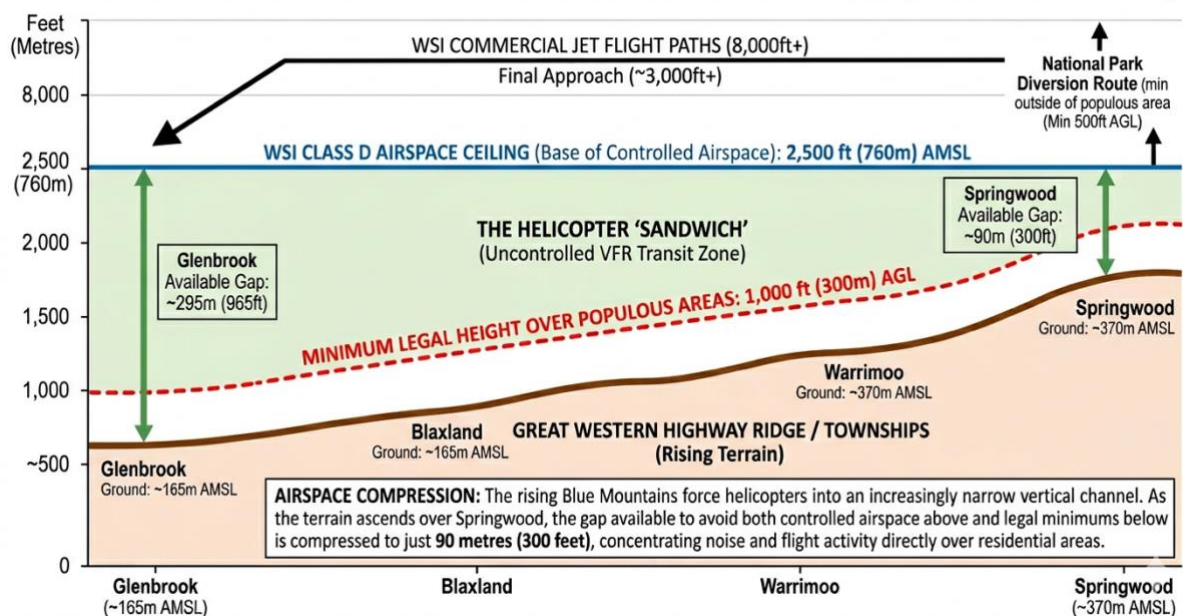 Feet
(Metres)
WSI COMMERCIAL JET FLIGHT PATHS (8,000ft+)
Final Approach (~3,000ft+)
National Park
Diversion Route (min
outside of populous area
(Min 500ft AGL)
8,000
2,500
(760m)
WSI CLASS D AIRSPACE CEILING (Base of Controlled Airspace): 2,500 ft (760m) AMSL
THE HELICOPTER ‘SANDWICH’
(Uncontrolled VFR Transit Zone)
Springwood
Available Gap:
~90m (300ft)
2,000
Glenbrook
Available Gap:
~295m (965ft)
MINIMUM LEGAL HEIGHT OVER POPULOUS AREAS: 1,000 ft (300m) AGL
1,500
Springwood
Ground: ~370m AMSL
1,000
Warrimoo
Ground: ~370m AMSL
Blaxland
Ground: ~165m AMSL
GREAT WESTERN HIGHWAY RIDGE / TOWNSHIPS
(Rising Terrain)
~500
Glenbrook
Ground: ~165m AMSL
AIRSPACE COMPRESSION: The rising Blue Mountains force helicopters into an increasingly narrow vertical channel. As
the terrain ascends over Springwood, the gap available to avoid both controlled airspace above and legal minimums below
is compressed to just 90 metres (300 feet), concentrating noise and flight activity directly over residential areas.
0
Glenbrook
(~165m AMSL)
Blaxland
Warrimoo
Springwood
(~370m AMSL)